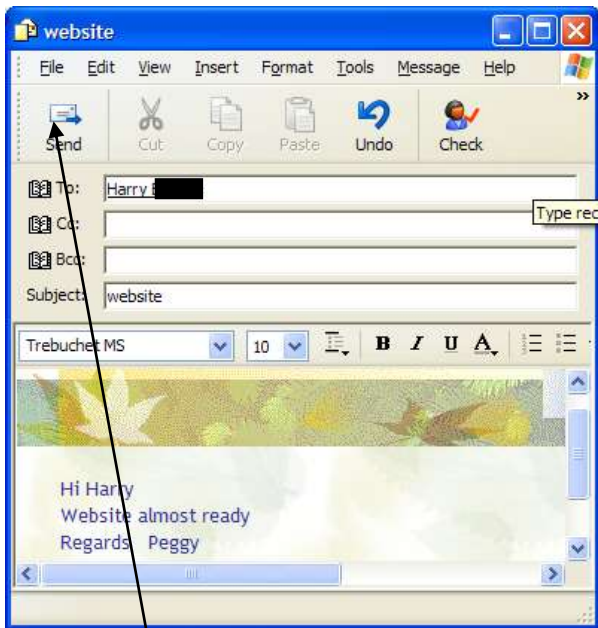 website
File Edit View Insert Format Tools Message Help
Send Cut Copy Paste Undo Check »
To: Harry
Type rec
Cc:
Bcc:
Subject: website
Trebuchet MS 10 B I U A
Hi Harry
Website almost ready
Regards Peggy